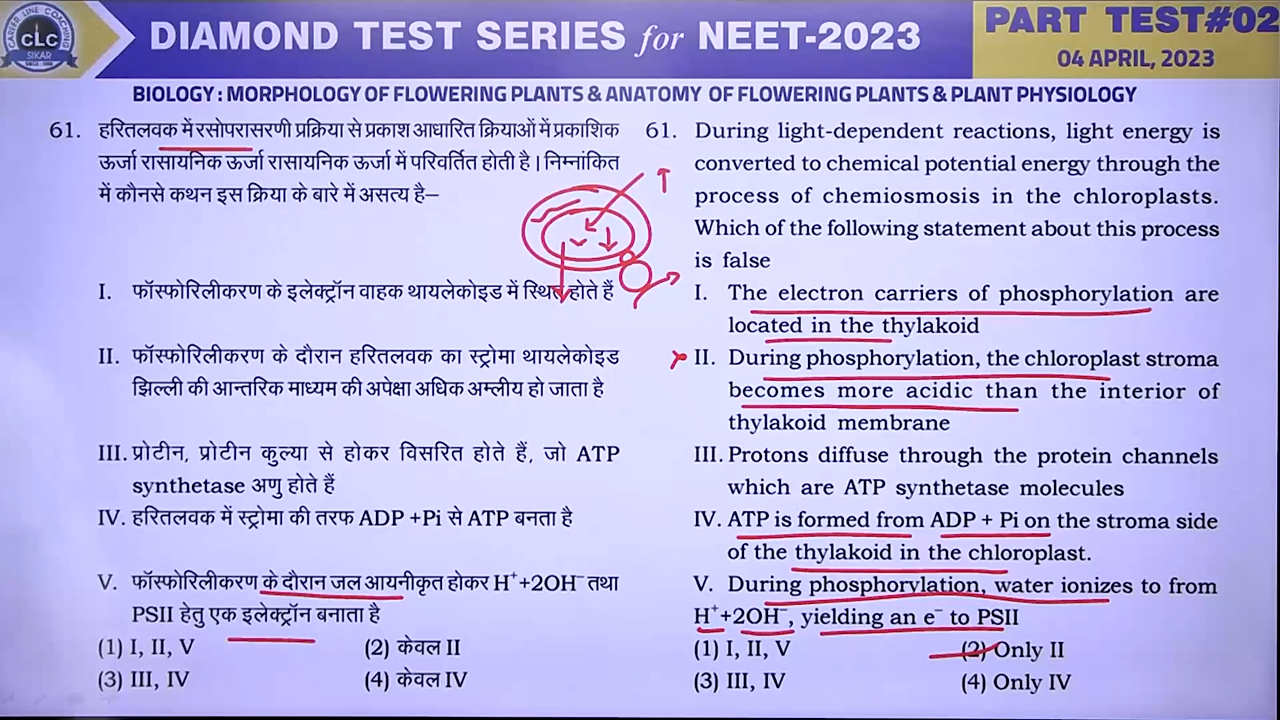 CAREER LINE COACHING
CLC
SIKAR
DIAMOND TEST SERIES for NEET-2023
PART TEST#02
04 APRIL, 2023
BIOLOGY : MORPHOLOGY OF FLOWERING PLANTS & ANATOMY OF FLOWERING PLANTS & PLANT PHYSIOLOGY
61. हरितलवक में रसोपरासरणी प्रक्रिया से प्रकाश आधारित क्रियाओं में प्रकाशिक
ऊर्जा रासायनिक ऊर्जा रासायनिक ऊर्जा में परिवर्तित होती है। निम्नांकित
में कौनसे कथन इस क्रिया के बारे में असत्य है–
I. फॉस्फोरिलीकरण के इलेक्ट्रॉन वाहक थायलेकोइड में स्थित होते हैं
II. फॉस्फोरिलीकरण के दौरान हरितलवक का स्ट्रोमा थायलेकोइड
झिल्ली की आन्तरिक माध्यम की अपेक्षा अधिक अम्लीय हो जाता है
III. प्रोटीन, प्रोटीन कुल्या से होकर विसरित होते हैं, जो ATP
synthetase अणु होते हैं
IV. हरितलवक में स्ट्रोमा की तरफ ADP +Pi से ATP बनता है
V. फॉस्फोरिलीकरण के दौरान जल आयनीकृत होकर H⁺+2OH⁻ तथा
PSII हेतु एक इलेक्ट्रॉन बनाता है
(1) I, II, V (2) केवल II
(3) III, IV (4) केवल IV
61. During light-dependent reactions, light energy is
converted to chemical potential energy through the
process of chemiosmosis in the chloroplasts.
Which of the following statement about this process
is false
I. The electron carriers of phosphorylation are
located in the thylakoid
II. During phosphorylation, the chloroplast stroma
becomes more acidic than the interior of
thylakoid membrane
III. Protons diffuse through the protein channels
which are ATP synthetase molecules
IV. ATP is formed from ADP + Pi on the stroma side
of the thylakoid in the chloroplast.
V. During phosphorylation, water ionizes to from
H⁺+2OH⁻, yielding an e⁻ to PSII
(1) I, II, V (2) Only II
(3) III, IV (4) Only IV